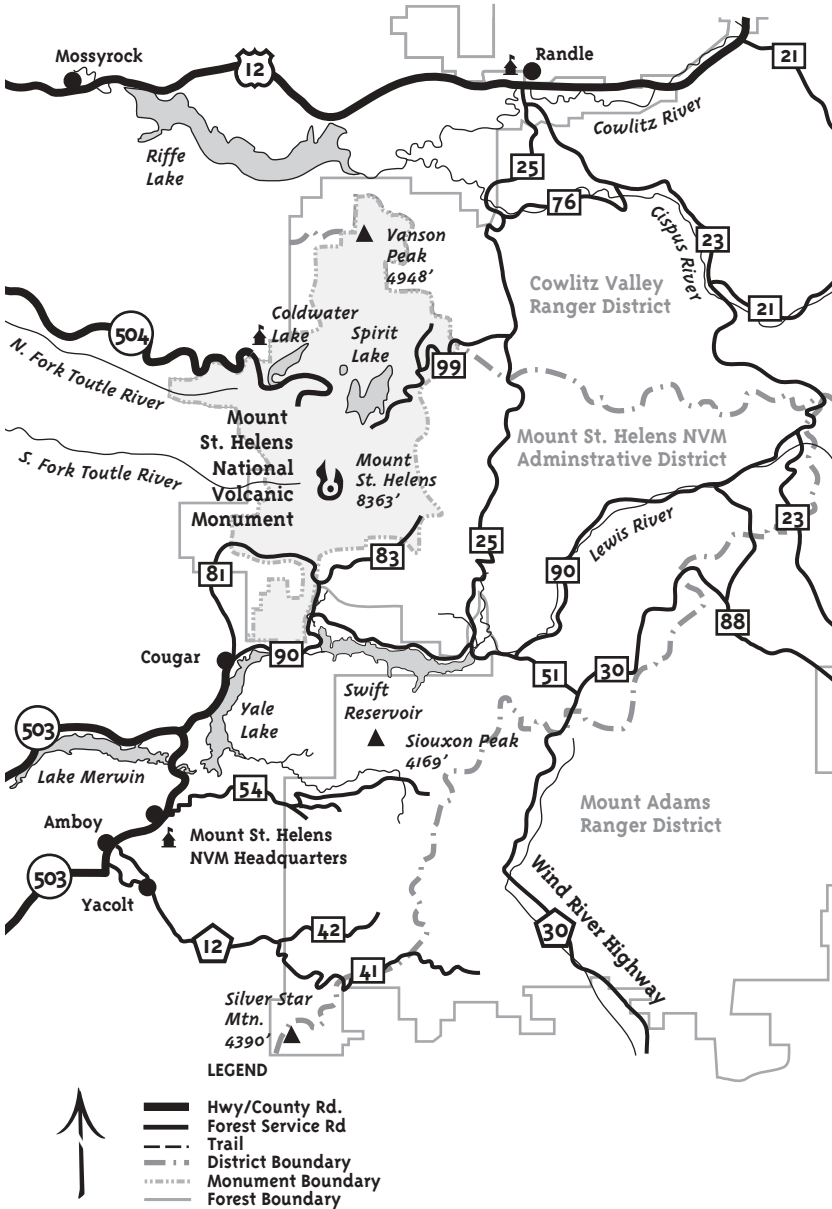 Mossyrock
12
Randle
21
Riffe
Lake
Cowlitz River
25
76
Vanson
Peak
4948'
Cispus River
23
Cowlitz Valley
Ranger District
21
504
Coldwater
Lake
Spirit
Lake
N. Fork Toutle River
99
Mount
St. Helens
National
Volcanic
Monument
Mount St. Helens NVM
Adminstrative District
S. Fork Toutle River
Mount
St. Helens
8363'
23
25
Lewis River
83
81
90
88
Cougar
90
30
51
Swift
Reservoir
Yale
Lake
503
Siouxon Peak
4169'
Lake Merwin
54
Mount Adams
Ranger District
Amboy
Mount St. Helens
NVM Headquarters
503
Yacolt
Wind River Highway
42
12
30
41
Silver Star
Mtn.
4390'
LEGEND
Hwy/County Rd.
Forest Service Rd
Trail
District Boundary
Monument Boundary
Forest Boundary